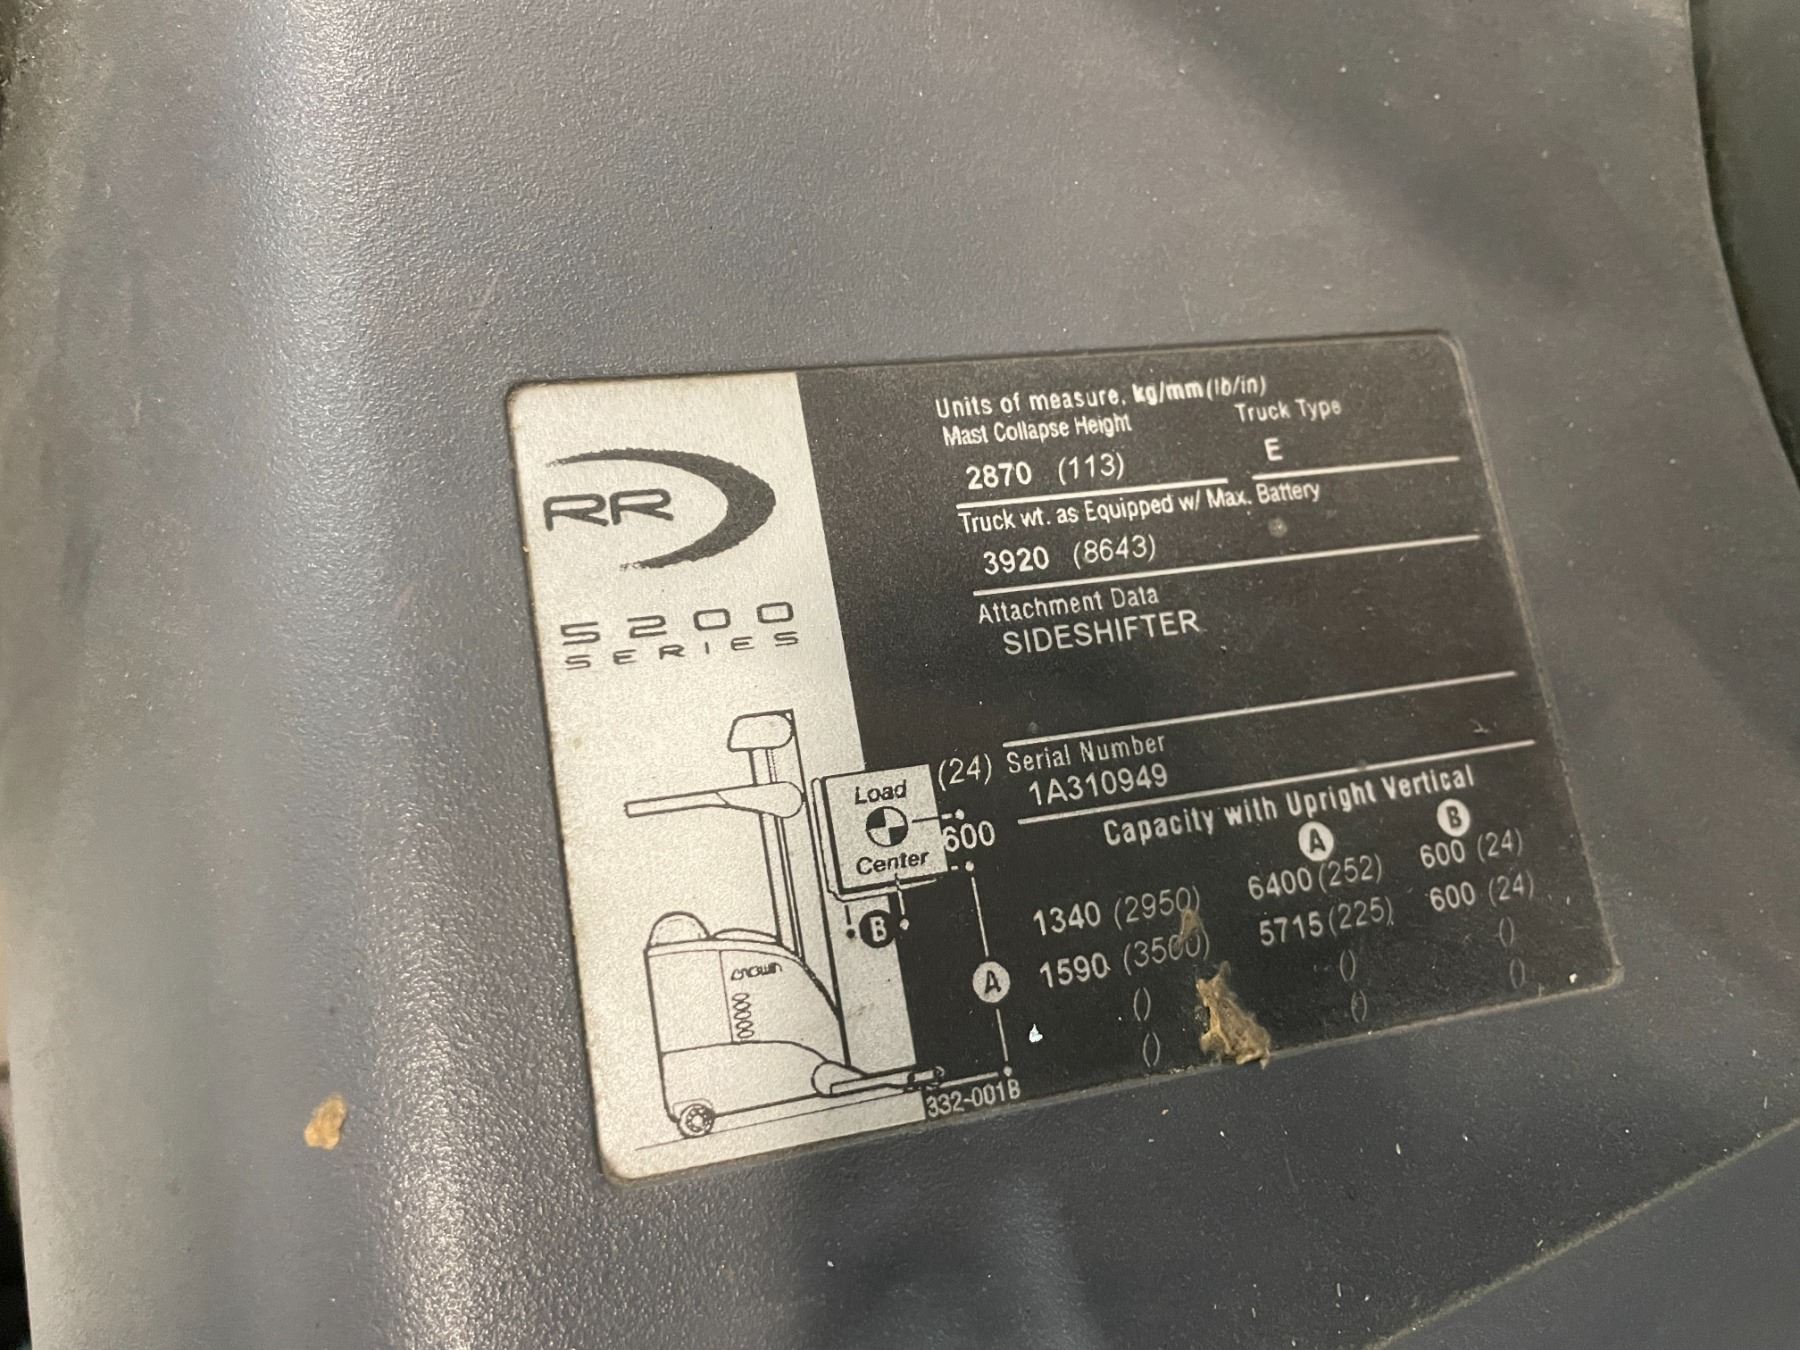 RR
5200
SERIES
Units of measure, kg/mm (lb/in)
Mast Collapse Height
Truck Type
2870 (113)
E
Truck wt. as Equipped w/ Max. Battery
3920 (8643)
Attachment Data
SIDESHIFTER
Serial Number
1A310949
Load
Center
(24)
600
B
A
CROWN
332-001B
Capacity with Upright Vertical
A B
1340 (2950) 6400 (252) 600 (24)
1590 (3500) 5715 (225) 600 (24)
() () ()
() () ()